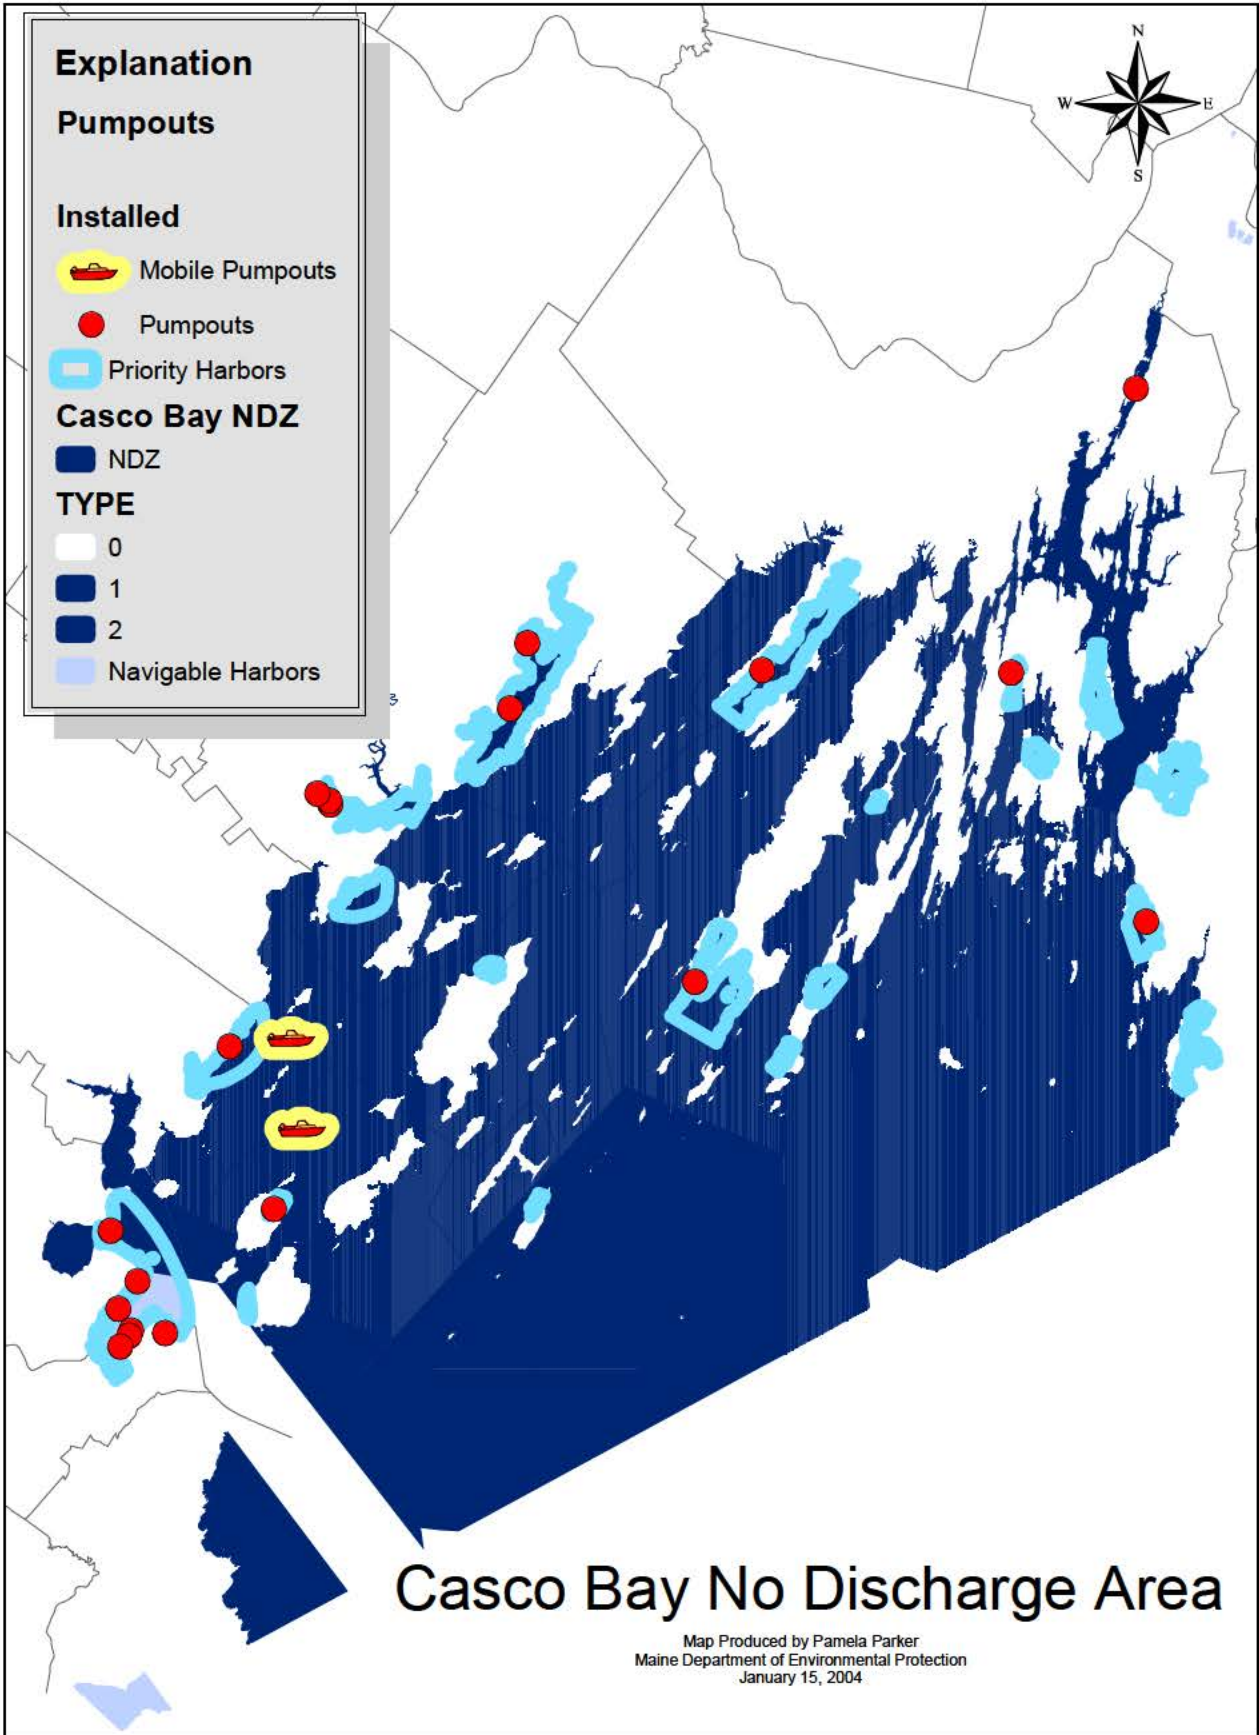 Explanation
Pumpouts
Installed
Mobile Pumpouts
Pumpouts
Priority Harbors
Casco Bay NDZ
NDZ
TYPE
0
1
2
Navigable Harbors
N
W E
S
Casco Bay No Discharge Area
Map Produced by Pamela Parker
Maine Department of Environmental Protection
January 15, 2004